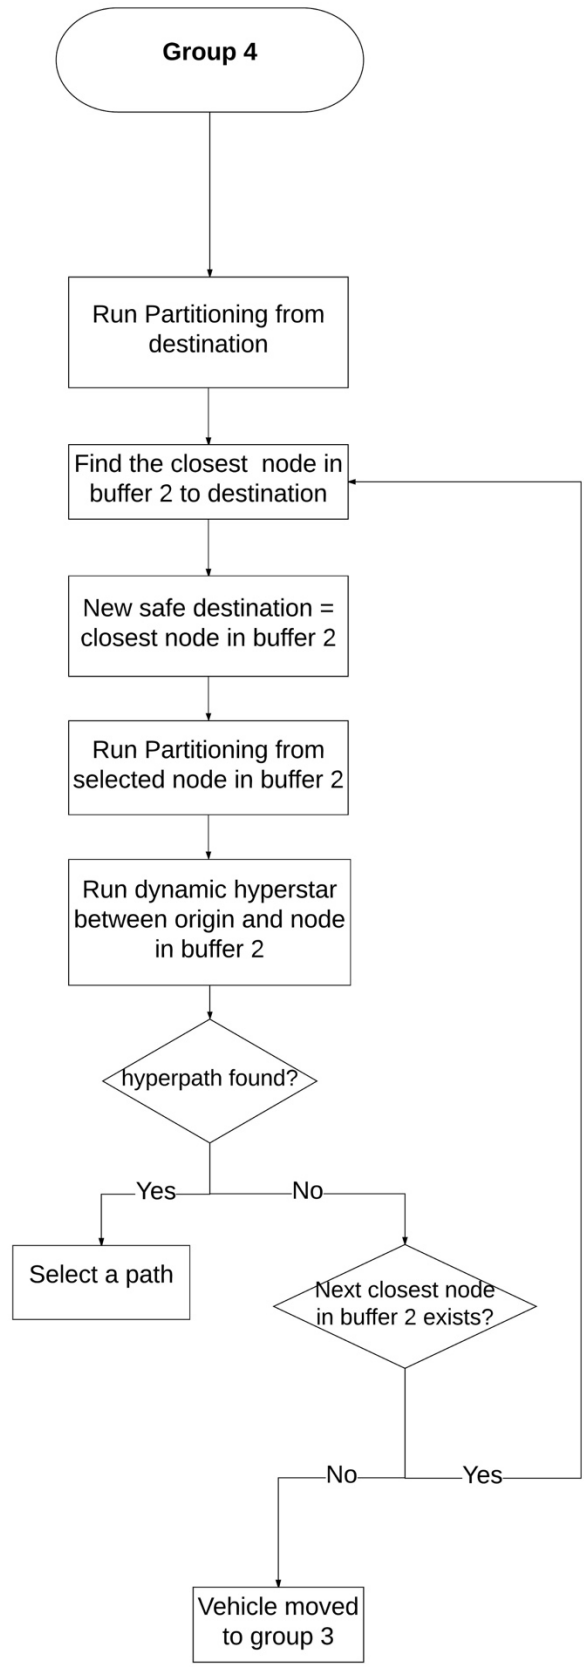 Group 4
Run Partitioning from
destination
Find the closest node in
buffer 2 to destination
New safe destination =
closest node in buffer 2
Run Partitioning from
selected node in buffer 2
Run dynamic hyperstar
between origin and node
in buffer 2
hyperpath found?
Yes
No
Select a path
Next closest node
in buffer 2 exists?
No
Yes
Vehicle moved
to group 3